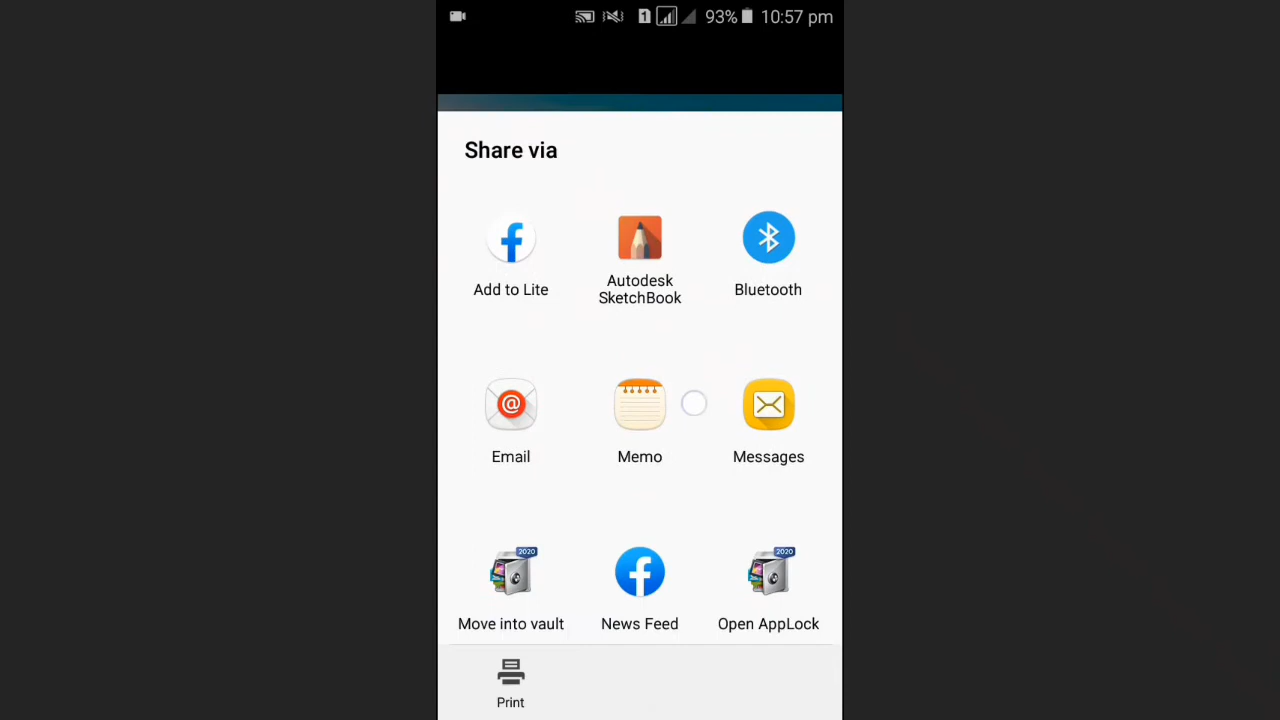 1 93% 10:57 pm
Share via
Add to Lite
Autodesk
SketchBook
Bluetooth
Email
Memo
Messages
2020
2020
Move into vault
News Feed
Open AppLock
Print